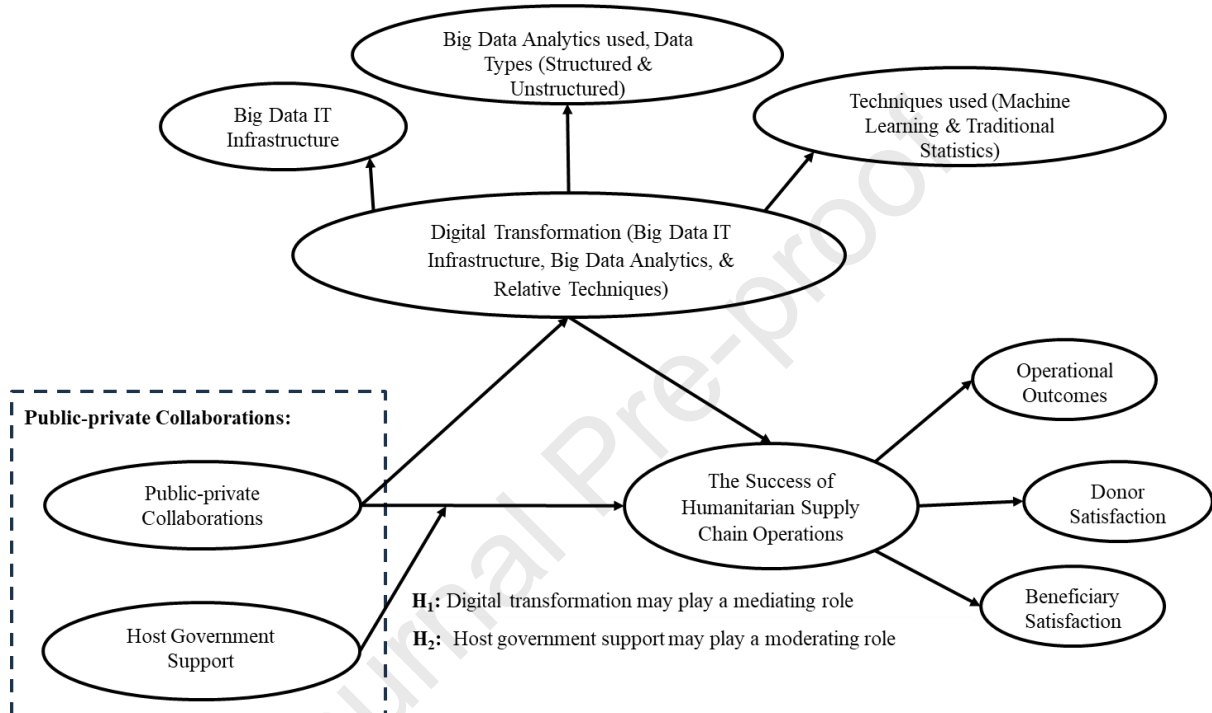 Big Data Analytics used, Data
Types (Structured &
Unstructured)
Big Data IT
Infrastructure
Techniques used (Machine
Learning & Traditional
Statistics)
Digital Transformation (Big Data IT
Infrastructure, Big Data Analytics, &
Relative Techniques)
Operational
Outcomes
Public-private Collaborations:
Public-private
Collaborations
The Success of
Humanitarian Supply
Chain Operations
Donor
Satisfaction
Host Government
Support
H₁: Digital transformation may play a mediating role
H₂: Host government support may play a moderating role
Beneficiary
Satisfaction
urnal Pre-proof